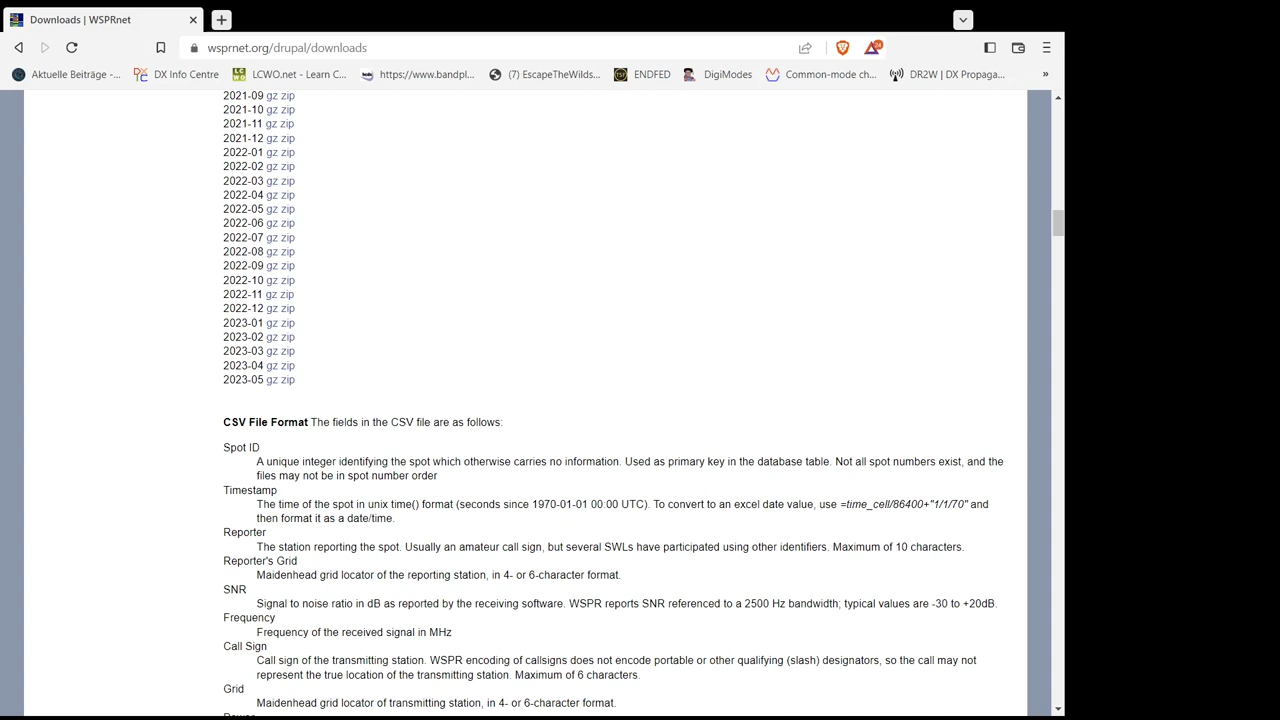 Downloads | WSPRnet
wsprnet.org/drupal/downloads
24
Aktuelle Beiträge -... DX Info Centre LCWO.net - Learn C... https://www.bandpl... (7) EscapeTheWilds... ENDFED DigiModes Common-mode ch... DR2W | DX Propaga... »
2021-09 gz zip
2021-10 gz zip
2021-11 gz zip
2021-12 gz zip
2022-01 gz zip
2022-02 gz zip
2022-03 gz zip
2022-04 gz zip
2022-05 gz zip
2022-06 gz zip
2022-07 gz zip
2022-08 gz zip
2022-09 gz zip
2022-10 gz zip
2022-11 gz zip
2022-12 gz zip
2023-01 gz zip
2023-02 gz zip
2023-03 gz zip
2023-04 gz zip
2023-05 gz zip
CSV File Format The fields in the CSV file are as follows:
Spot ID
A unique integer identifying the spot which otherwise carries no information. Used as primary key in the database table. Not all spot numbers exist, and the
files may not be in spot number order
Timestamp
The time of the spot in unix time() format (seconds since 1970-01-01 00:00 UTC). To convert to an excel date value, use =time_cell/86400+"1/1/70" and
then format it as a date/time.
Reporter
The station reporting the spot. Usually an amateur call sign, but several SWLs have participated using other identifiers. Maximum of 10 characters.
Reporter's Grid
Maidenhead grid locator of the reporting station, in 4- or 6-character format.
SNR
Signal to noise ratio in dB as reported by the receiving software. WSPR reports SNR referenced to a 2500 Hz bandwidth; typical values are -30 to +20dB.
Frequency
Frequency of the received signal in MHz
Call Sign
Call sign of the transmitting station. WSPR encoding of callsigns does not encode portable or other qualifying (slash) designators, so the call may not
represent the true location of the transmitting station. Maximum of 6 characters.
Grid
Maidenhead grid locator of transmitting station, in 4- or 6-character format.